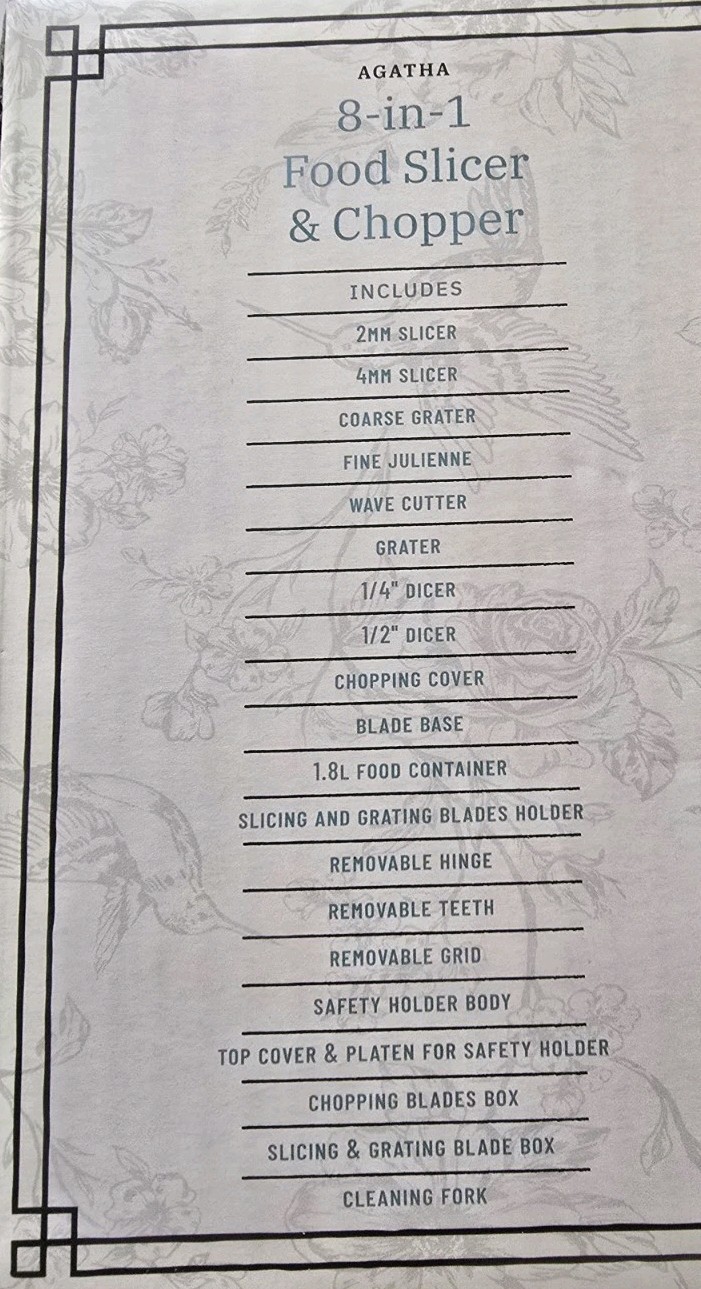 AGATHA
8-in-1
Food Slicer
& Chopper
INCLUDES
2MM SLICER
4MM SLICER
COARSE GRATER
FINE JULIENNE
WAVE CUTTER
GRATER
1/4" DICER
1/2" DICER
CHOPPING COVER
BLADE BASE
1.8L FOOD CONTAINER
SLICING AND GRATING BLADES HOLDER
REMOVABLE HINGE
REMOVABLE TEETH
REMOVABLE GRID
SAFETY HOLDER BODY
TOP COVER & PLATEN FOR SAFETY HOLDER
CHOPPING BLADES BOX
SLICING & GRATING BLADE BOX
CLEANING FORK